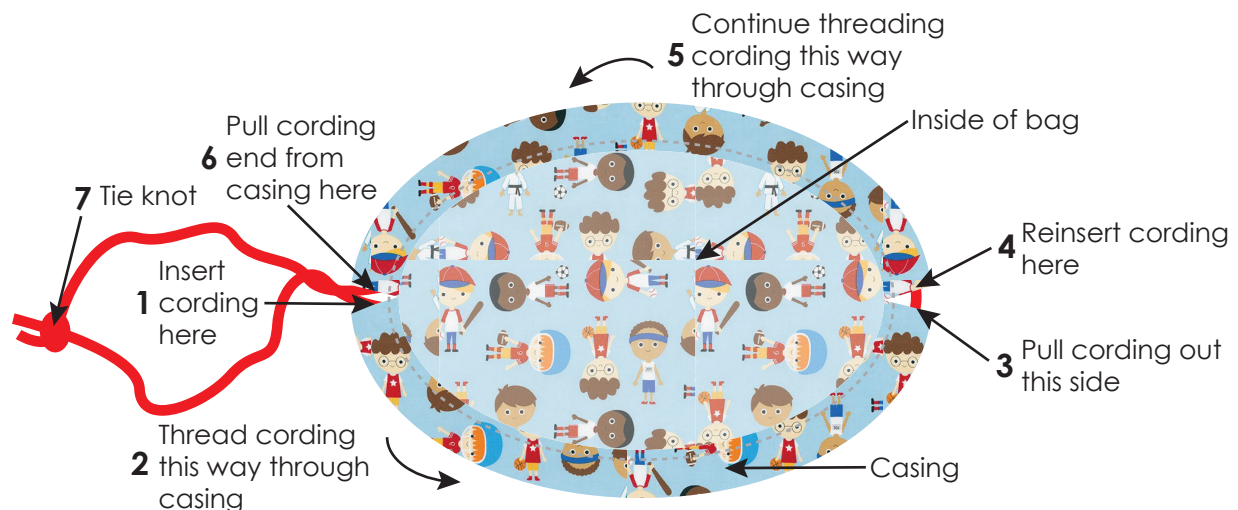 Continue threading
5 cording this way
through casing
Inside of bag
Pull cording
6 end from
casing here
7 Tie knot
Insert
1 cording
here
4 Reinsert cording
here
3 Pull cording out
this side
Thread cording
2 this way through
casing
Casing